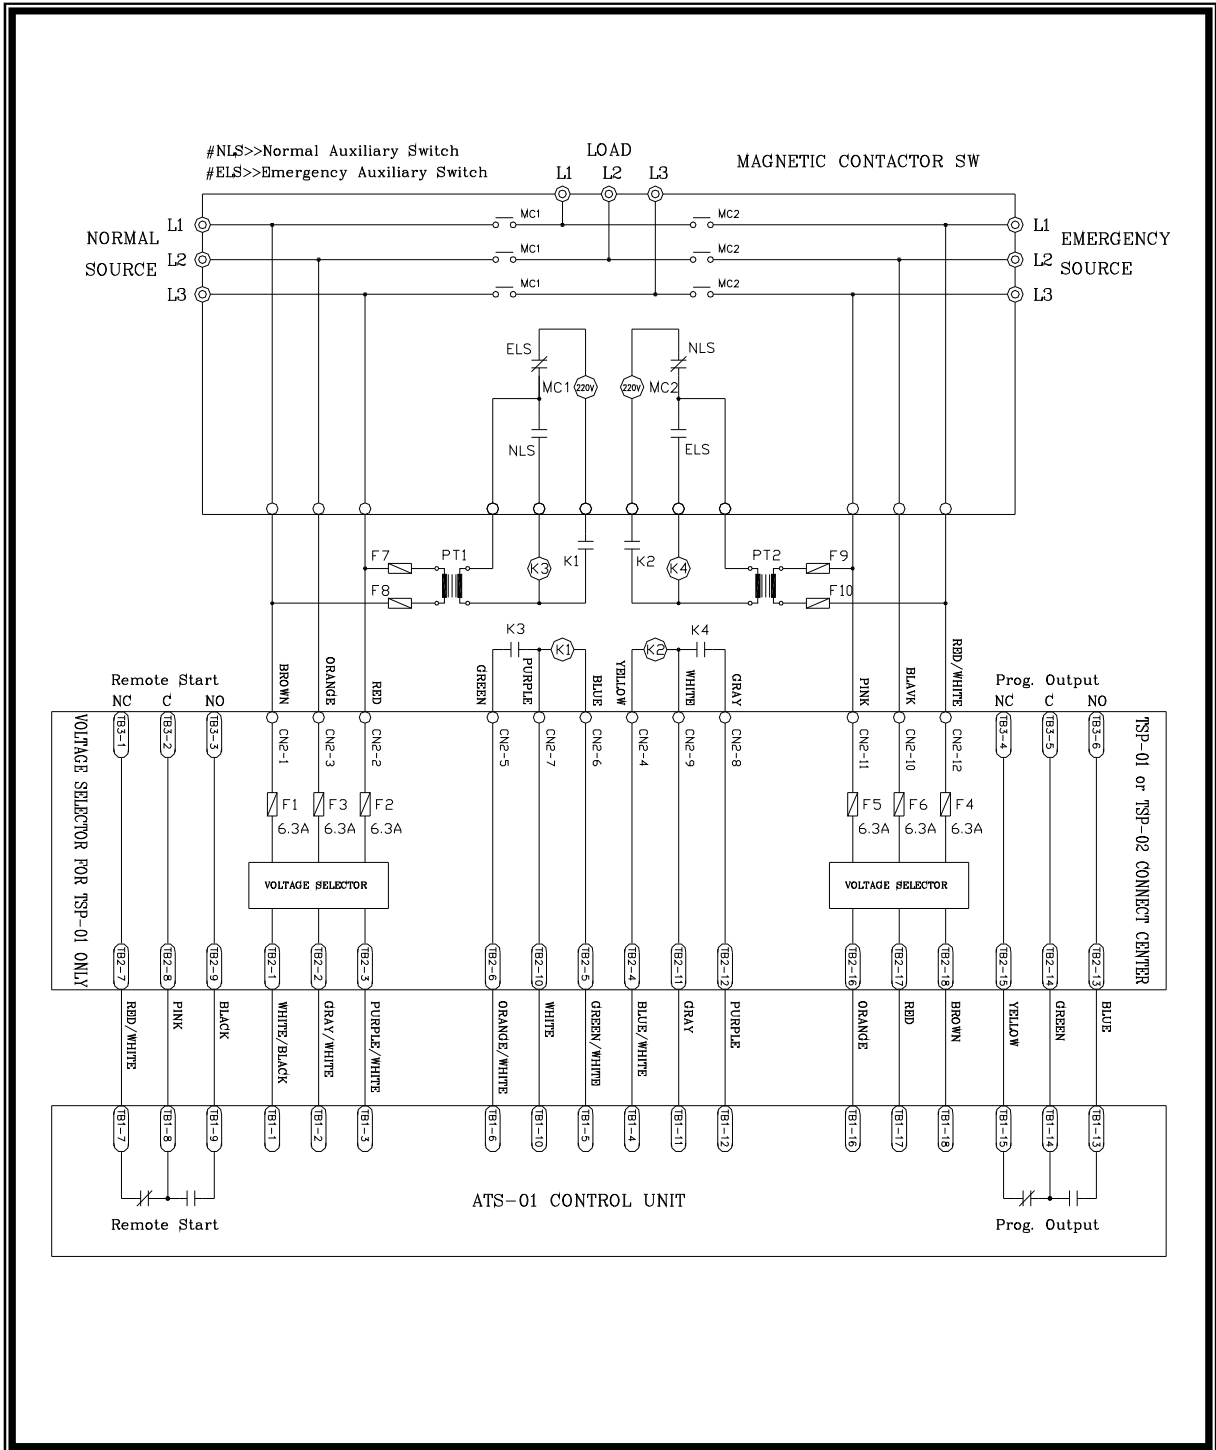 #NLS>>Normal Auxiliary Switch
#ELS>>Emergency Auxiliary Switch
LOAD
L1 L2 L3
MAGNETIC CONTACTOR SW
NORMAL
SOURCE
L1
L2
L3
MC1 MC2
MC1 MC2
MC1 MC2
L1
L2
L3
EMERGENCY
SOURCE
ELS NLS
MC1 220V 220V MC2
NLS ELS
F7 PT1 K3 K1 K2 K4 PT2 F9
F8 F10
K3 K1 K2 K4
Remote Start
NC C NO
BROWN ORANGE RED GREEN PURPLE BLUE YELLOW WHITE GRAY PINK BLAVK RED/WHITE
Prog. Output
NC C NO
VOLTAGE SELECTOR FOR TSP-01 ONLY
TB3-1 TB3-2 TB3-3
CN2-1 CN2-3 CN2-2 CN2-5 CN2-7 CN2-6 CN2-4 CN2-9 CN2-8 CN2-11 CN2-10 CN2-12
TB3-4 TB3-5 TB3-6
TSP-01 or TSP-02 CONNECT CENTER
F1 F3 F2 F5 F6 F4
6.3A 6.3A 6.3A 6.3A 6.3A 6.3A
VOLTAGE SELECTOR VOLTAGE SELECTOR
TB2-7 TB2-8 TB2-9 TB2-10 TB2-2 TB2-3 TB2-6 TB2-10 TB2-5 TB2-4 TB2-11 TB2-12 TB2-16 TB2-17 TB2-18 TB2-15 TB2-14 TB2-13
RED/WHITE PINK BLACK WHITE/BLACK GRAY/WHITE PURPLE/WHITE ORANGE/WHITE WHITE GREEN/WHITE BLUE/WHITE GRAY PURPLE ORANGE RED BROWN YELLOW GREEN BLUE
TB1-7 TB1-8 TB1-9 TB1-1 TB1-2 TB1-3 TB1-6 TB1-10 TB1-5 TB1-4 TB1-11 TB1-12 TB1-16 TB1-17 TB1-18 TB1-15 TB1-14 TB1-13
ATS-01 CONTROL UNIT
Remote Start
Prog. Output